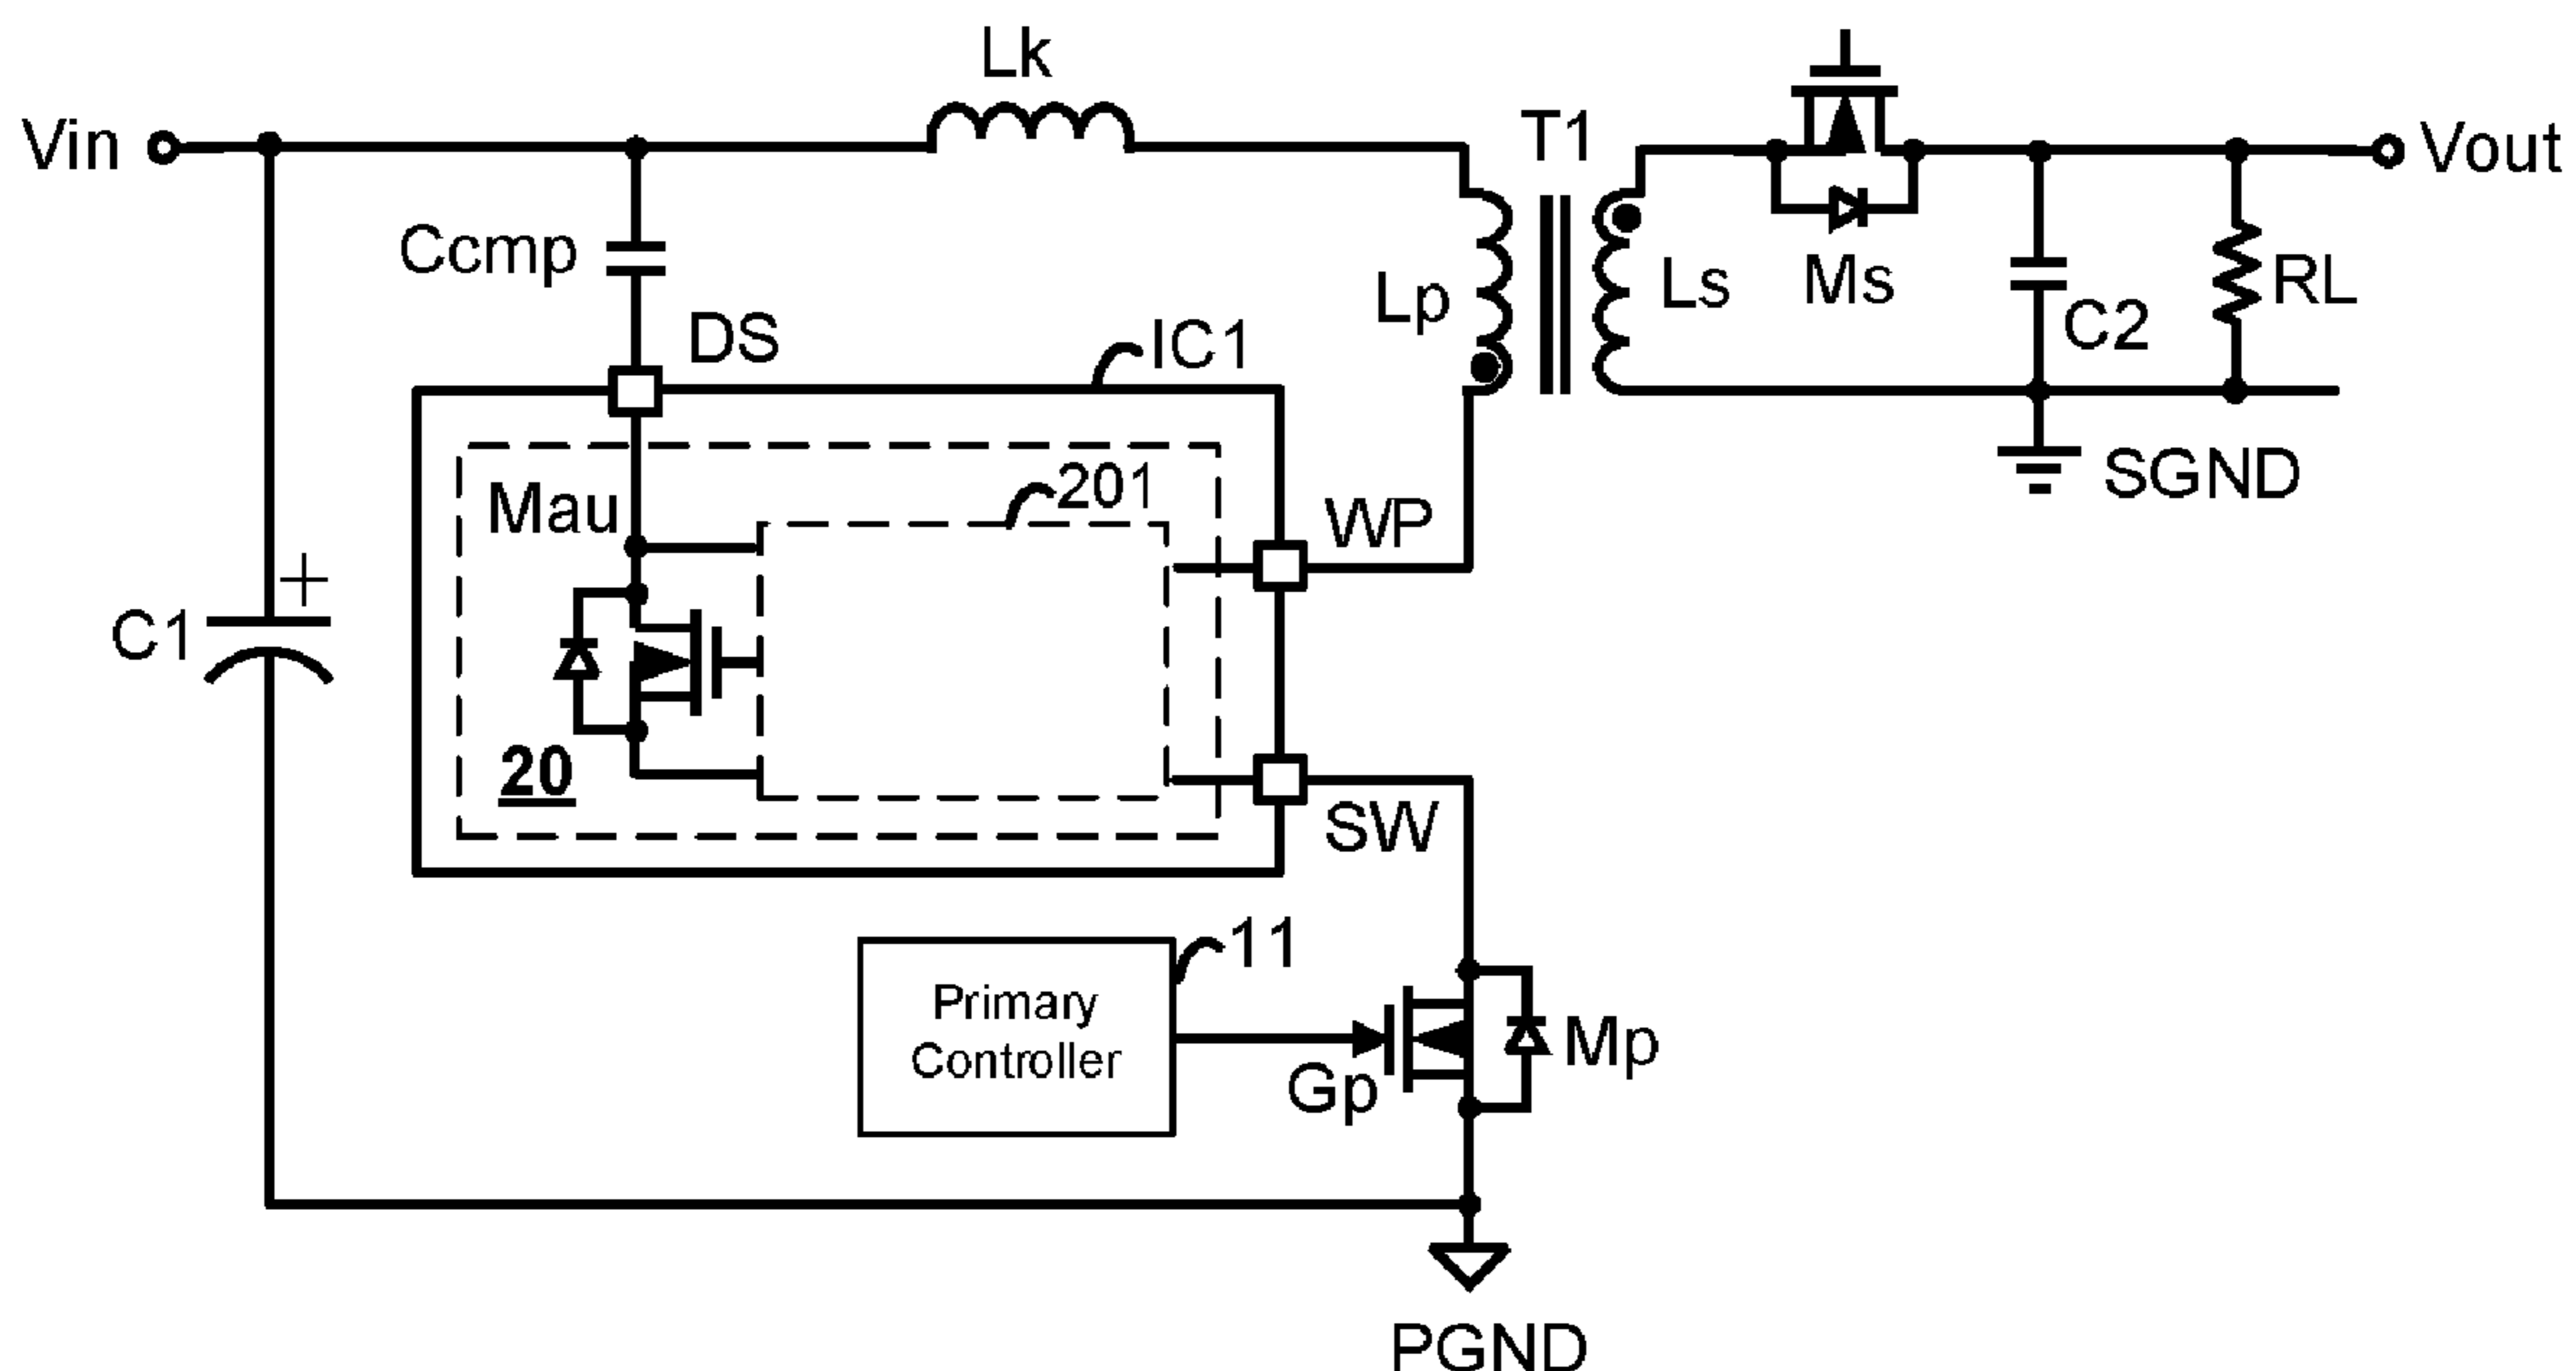 Lk
T1
Vin
Vout
Ccmp
DS
IC1
Lp
Ls
Ms
C2
RL
SGND
Mau
201
WP
+
C1
20
SW
11
Primary
Controller
Gp
Mp
PGND